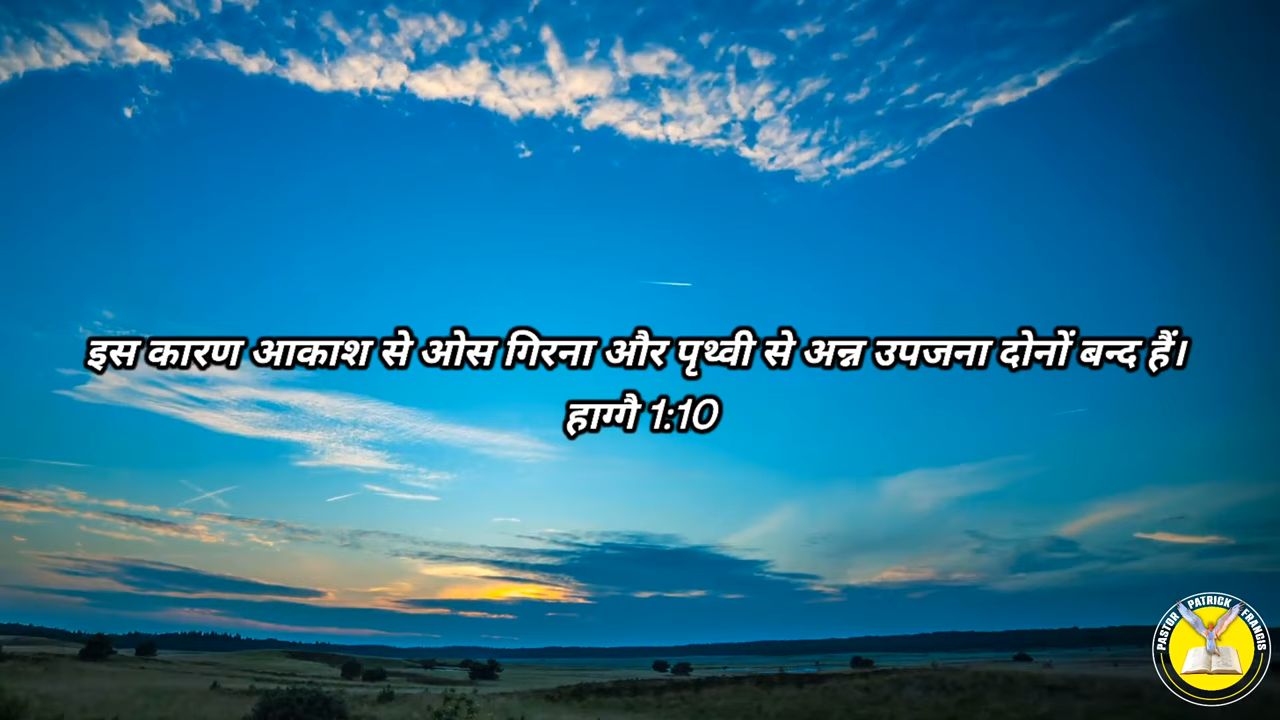 इस कारण आकाश से ओस गिरना और पृथ्वी से अन्न उपजना दोनों बन्द हैं।
हाग्गै 1:10
PASTOR PATRICK FRANCIS